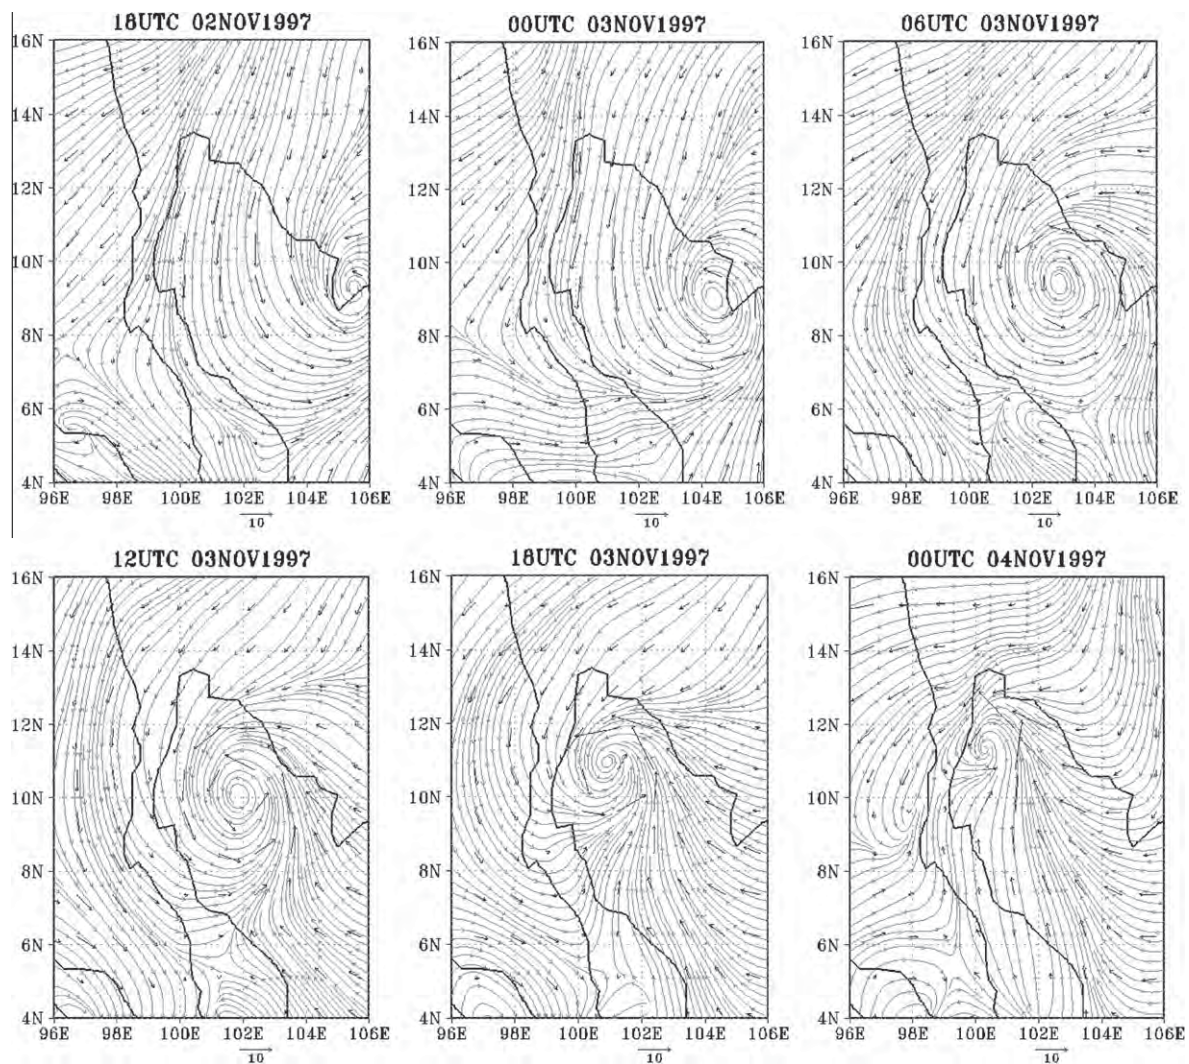 18UTC 02NOV1997
00UTC 03NOV1997
06UTC 03NOV1997
16N
14N
12N
10N
8N
6N
4N
96E 98E 100E 102E 104E 106E
10
16N
14N
12N
10N
8N
6N
4N
96E 98E 100E 102E 104E 106E
10
16N
14N
12N
10N
8N
6N
4N
96E 98E 100E 102E 104E 106E
10
12UTC 03NOV1997
18UTC 03NOV1997
00UTC 04NOV1997
16N
14N
12N
10N
8N
6N
4N
96E 98E 100E 102E 104E 106E
10
16N
14N
12N
10N
8N
6N
4N
96E 98E 100E 102E 104E 106E
10
16N
14N
12N
10N
8N
6N
4N
96E 98E 100E 102E 104E 106E
10